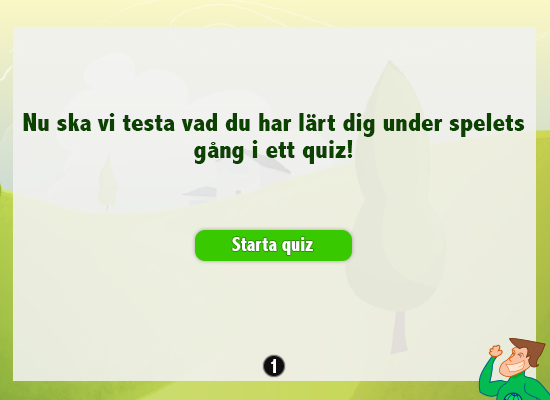 Nu ska vi testa vad du har lärt dig under spelets
gång i ett quiz!
Starta quiz
1